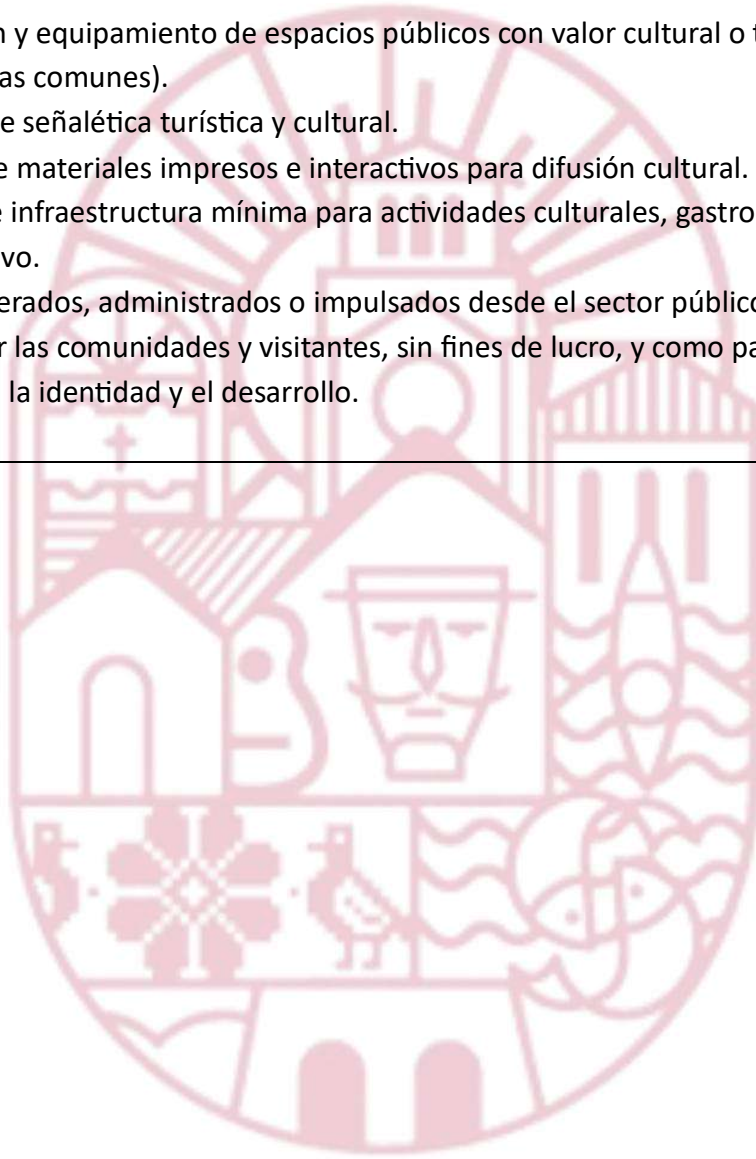 y equipamiento de espacios públicos con valor cultural o
as comunes).
e señalética turística y cultural.
e materiales impresos e interactivos para difusión cultural.
e infraestructura mínima para actividades culturales, gastro
vo.
erados, administrados o impulsados desde el sector público
r las comunidades y visitantes, sin fines de lucro, y como pa
la identidad y el desarrollo.